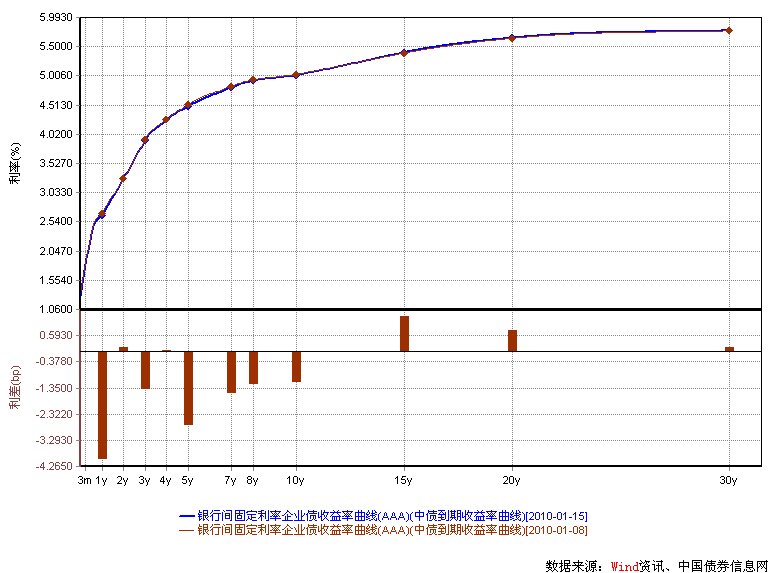 5.9930
5.5000
5.0060
4.5130
4.0200
3.5270
3.0330
2.5400
2.0470
1.5540
1.0600
利率(%)
0.5930
-0.3780
-1.3500
-2.3220
-3.2930
-4.2650
利差(bp)
3m 1y 2y 3y 4y 5y 7y 8y 10y 15y 20y 30y
银行间固定利率企业债收益率曲线(AAA)(中债到期收益率曲线)[2010-01-15]
银行间固定利率企业债收益率曲线(AAA)(中债到期收益率曲线)[2010-01-08]
数据来源：Wind资讯、中国债券信息网